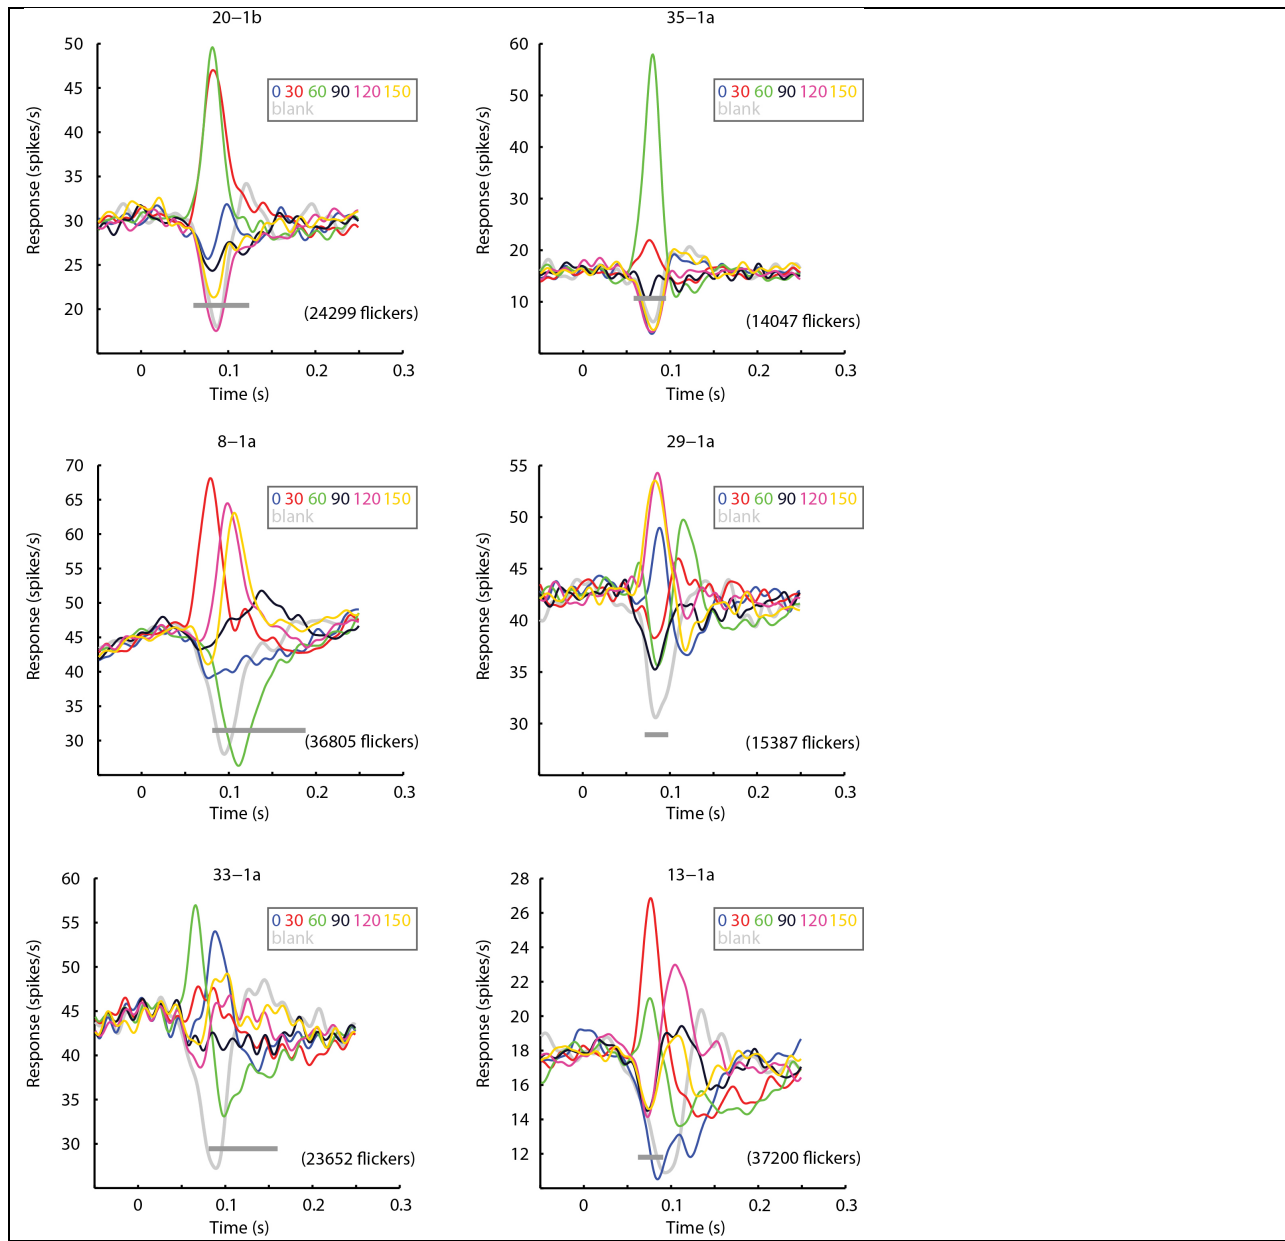 20−1b
Response (spikes/s)
50
45
40
35
30
25
20
0 30 60 90 120 150
blank
(24299 flickers)
0 0.1 0.2 0.3
Time (s)
35−1a
Response (spikes/s)
60
50
40
30
20
10
0 30 60 90 120 150
blank
(14047 flickers)
0 0.1 0.2 0.3
Time (s)
8−1a
Response (spikes/s)
70
65
60
55
50
45
40
35
30
0 30 60 90 120 150
blank
(36805 flickers)
0 0.1 0.2 0.3
Time (s)
29−1a
Response (spikes/s)
55
50
45
40
35
30
0 30 60 90 120 150
blank
(15387 flickers)
0 0.1 0.2 0.3
Time (s)
33−1a
Response (spikes/s)
60
55
50
45
40
35
30
0 30 60 90 120 150
blank
(23652 flickers)
0 0.1 0.2 0.3
Time (s)
13−1a
Response (spikes/s)
28
26
24
22
20
18
16
14
12
0 30 60 90 120 150
blank
(37200 flickers)
0 0.1 0.2 0.3
Time (s)